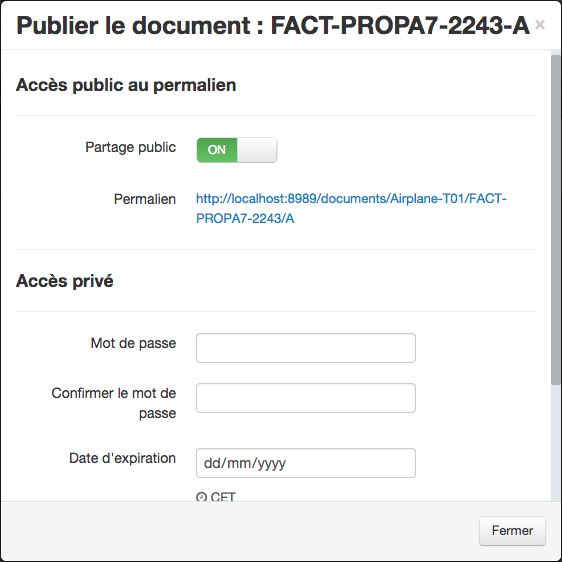 Publier le document : FACT-PROPA7-2243-A ×
Accès public au permalien
Partage public ON
Permalien http://localhost:8989/documents/Airplane-T01/FACT-
PROPA7-2243/A
Accès privé
Mot de passe
Confirmer le mot de
passe
Date d'expiration dd/mm/yyyy
CET
Fermer